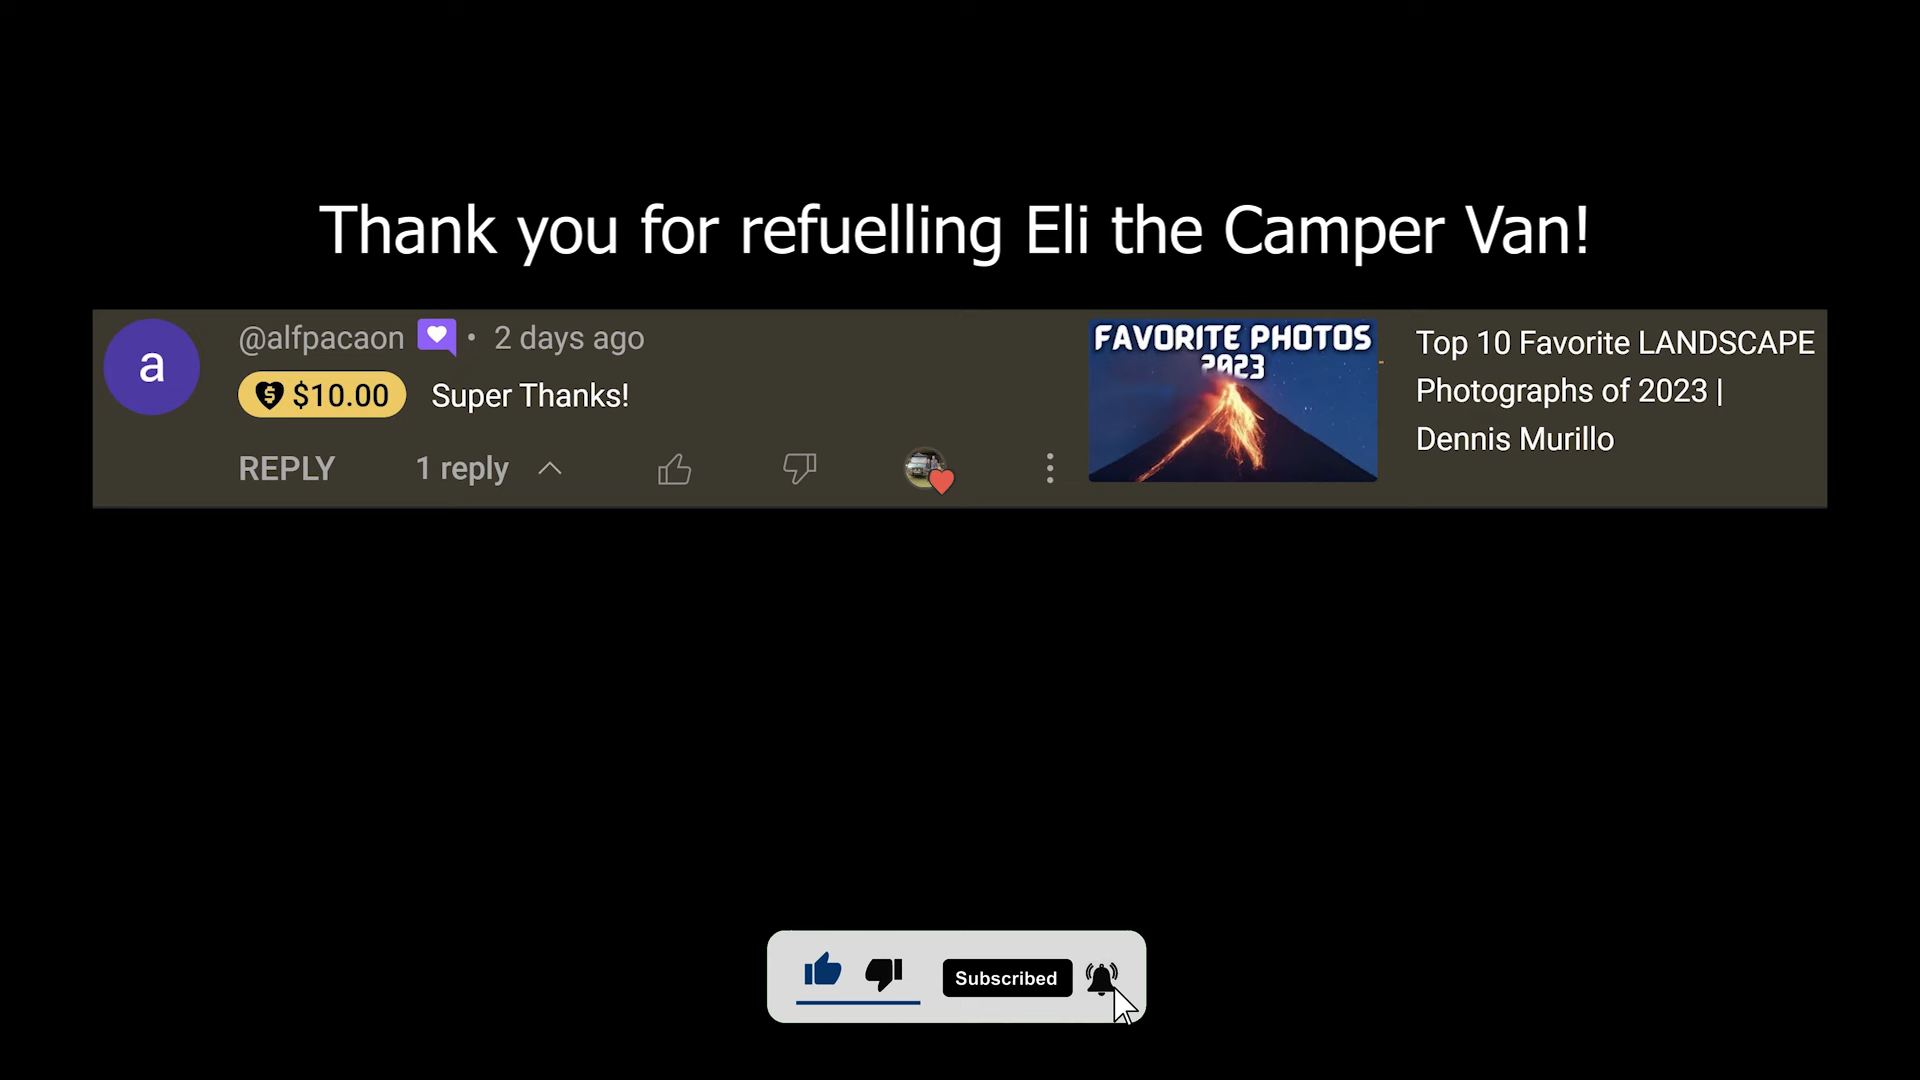 Thank you for refuelling Eli the Camper Van!
a
@alfpacaon • 2 days ago
$10.00 Super Thanks!
REPLY 1 reply
FAVORITE PHOTOS
2023
Top 10 Favorite LANDSCAPE
Photographs of 2023 |
Dennis Murillo
Subscribed